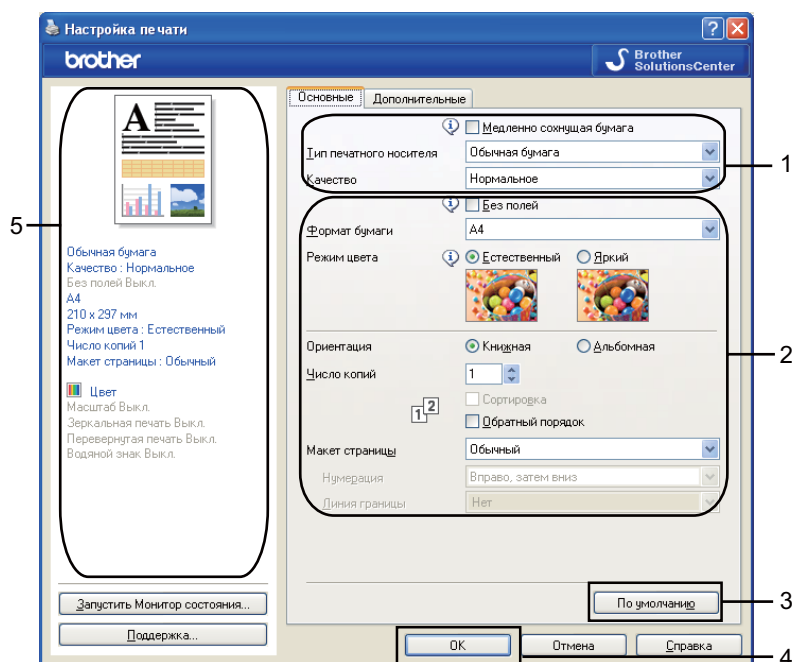 Настройка печати
brother
Brother
SolutionsCenter
A
Обычная бумага
Качество : Нормальное
Без полей Выкл.
A4
210 x 297 мм
Режим цвета : Естественный
Число копий 1
Макет страницы : Обычный
Цвет
Масштаб Выкл.
Зеркальная печать Выкл.
Перевернутая печать Выкл.
Водяной знак Выкл.
Запустить Монитор состояния...
Поддержка...
5
Основные Дополнительные
Медленно сохнущая бумага
Тип печатного носителя Обычная бумага
Качество Нормальное
1
Без полей
Формат бумаги A4
Режим цвета Естественный Яркий
Ориентация Книжная Альбомная
Число копий 1
Сортировка
1 2
Обратный порядок
Макет страницы Обычный
Нумерация Вправо, затем вниз
Линия границы Нет
2
По умолчанию 3
OK Отмена Справка
4